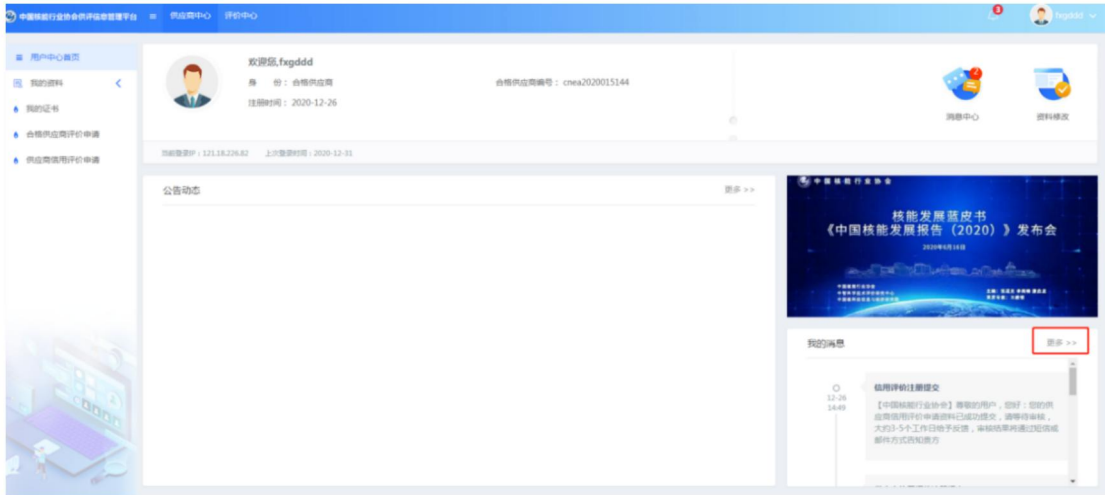 中国核能行业协会供评信息管理平台 供应商中心 评价中心 3 fxgddd
用户中心首页
我的资料
我的证书
合格供应商评价申请
供应商信用评价申请
欢迎您,fxgddd
身 份： 合格供应商 合格供应商编号： cnea2020015144
注册时间： 2020-12-26
2
消息中心 资料修改
当前登录IP：121.18.226.82 上次登录时间：2020-12-31
公告动态 更多 >>
中国核能行业协会
核能发展蓝皮书
《中国核能发展报告（2020）》发布会
2020年6月16日
我的消息 更多 >>
12-26
14:49
信用评价注册提交
【中国核能行业协会】尊敬的用户，您好：您的供
应商信用评价申请资料已成功提交，请等待审核，
大约3-5个工作日给予反馈，审核结果将通过短信或
邮件方式告知贵方